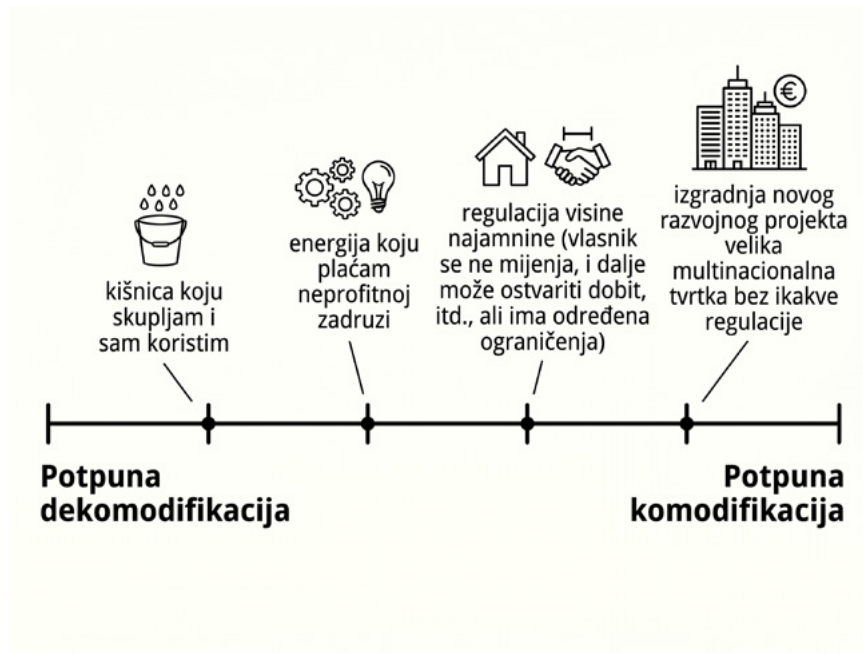 kišnica koju
skupljam i
sam koristim
energija koju
plaćam
neprofitnoj
zadruzi
regulacija visine
najamnine (vlasnik
se ne mijenja, i dalje
može ostvariti dobit,
itd., ali ima određena
ograničenja)
€
izgradnja novog
razvojnog projekta
velika
multinacionalna
tvrtka bez ikakve
regulacije
Potpuna
dekomodifikacija
Potpuna
komodifikacija